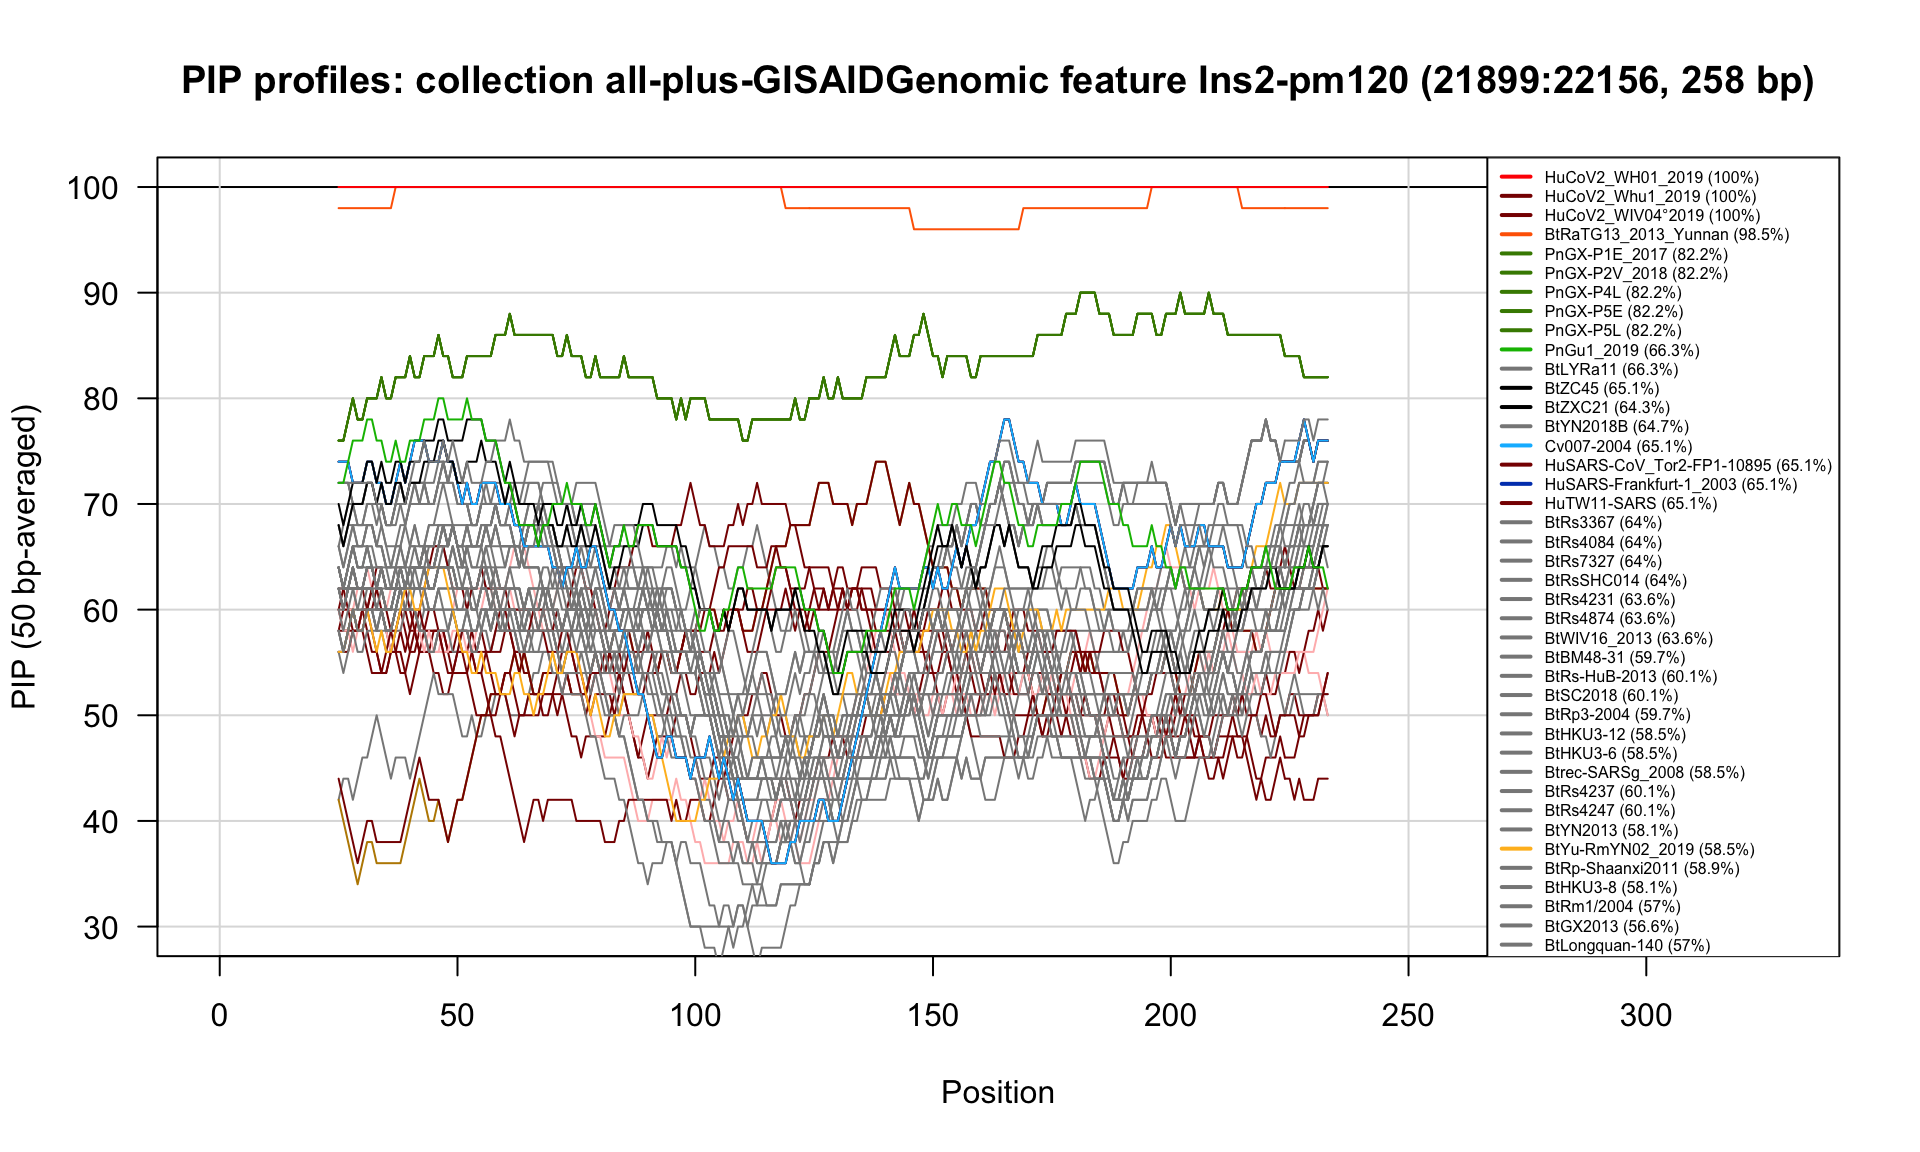 PIP profiles: collection all-plus-GISAIDGenomic feature Ins2-pm120 (21899:22156, 258 bp)
PIP (50 bp-averaged)
100
90
80
70
60
50
40
30
0
50
100
150
200
250
300
Position
HuCoV2_WH01_2019 (100%)
HuCoV2_Whu1_2019 (100%)
HuCoV2_WIV04°2019 (100%)
BtRaTG13_2013_Yunnan (98.5%)
PnGX-P1E_2017 (82.2%)
PnGX-P2V_2018 (82.2%)
PnGX-P4L (82.2%)
PnGX-P5E (82.2%)
PnGX-P5L (82.2%)
PnGu1_2019 (66.3%)
BtLYRa11 (66.3%)
BtZC45 (65.1%)
BtZXC21 (64.3%)
BtYN2018B (64.7%)
Cv007-2004 (65.1%)
HuSARS-CoV_Tor2-FP1-10895 (65.1%)
HuSARS-Frankfurt-1_2003 (65.1%)
HuTW11-SARS (65.1%)
BtRs3367 (64%)
BtRs4084 (64%)
BtRs7327 (64%)
BtRsSHC014 (64%)
BtRs4231 (63.6%)
BtRs4874 (63.6%)
BtWIV16_2013 (63.6%)
BtBM48-31 (59.7%)
BtRs-HuB-2013 (60.1%)
BtSC2018 (60.1%)
BtRp3-2004 (59.7%)
BtHKU3-12 (58.5%)
BtHKU3-6 (58.5%)
Btrec-SARSg_2008 (58.5%)
BtRs4237 (60.1%)
BtRs4247 (60.1%)
BtYN2013 (58.1%)
BtYu-RmYN02_2019 (58.5%)
BtRp-Shaanxi2011 (58.9%)
BtHKU3-8 (58.1%)
BtRm1/2004 (57%)
BtGX2013 (56.6%)
BtLongquan-140 (57%)